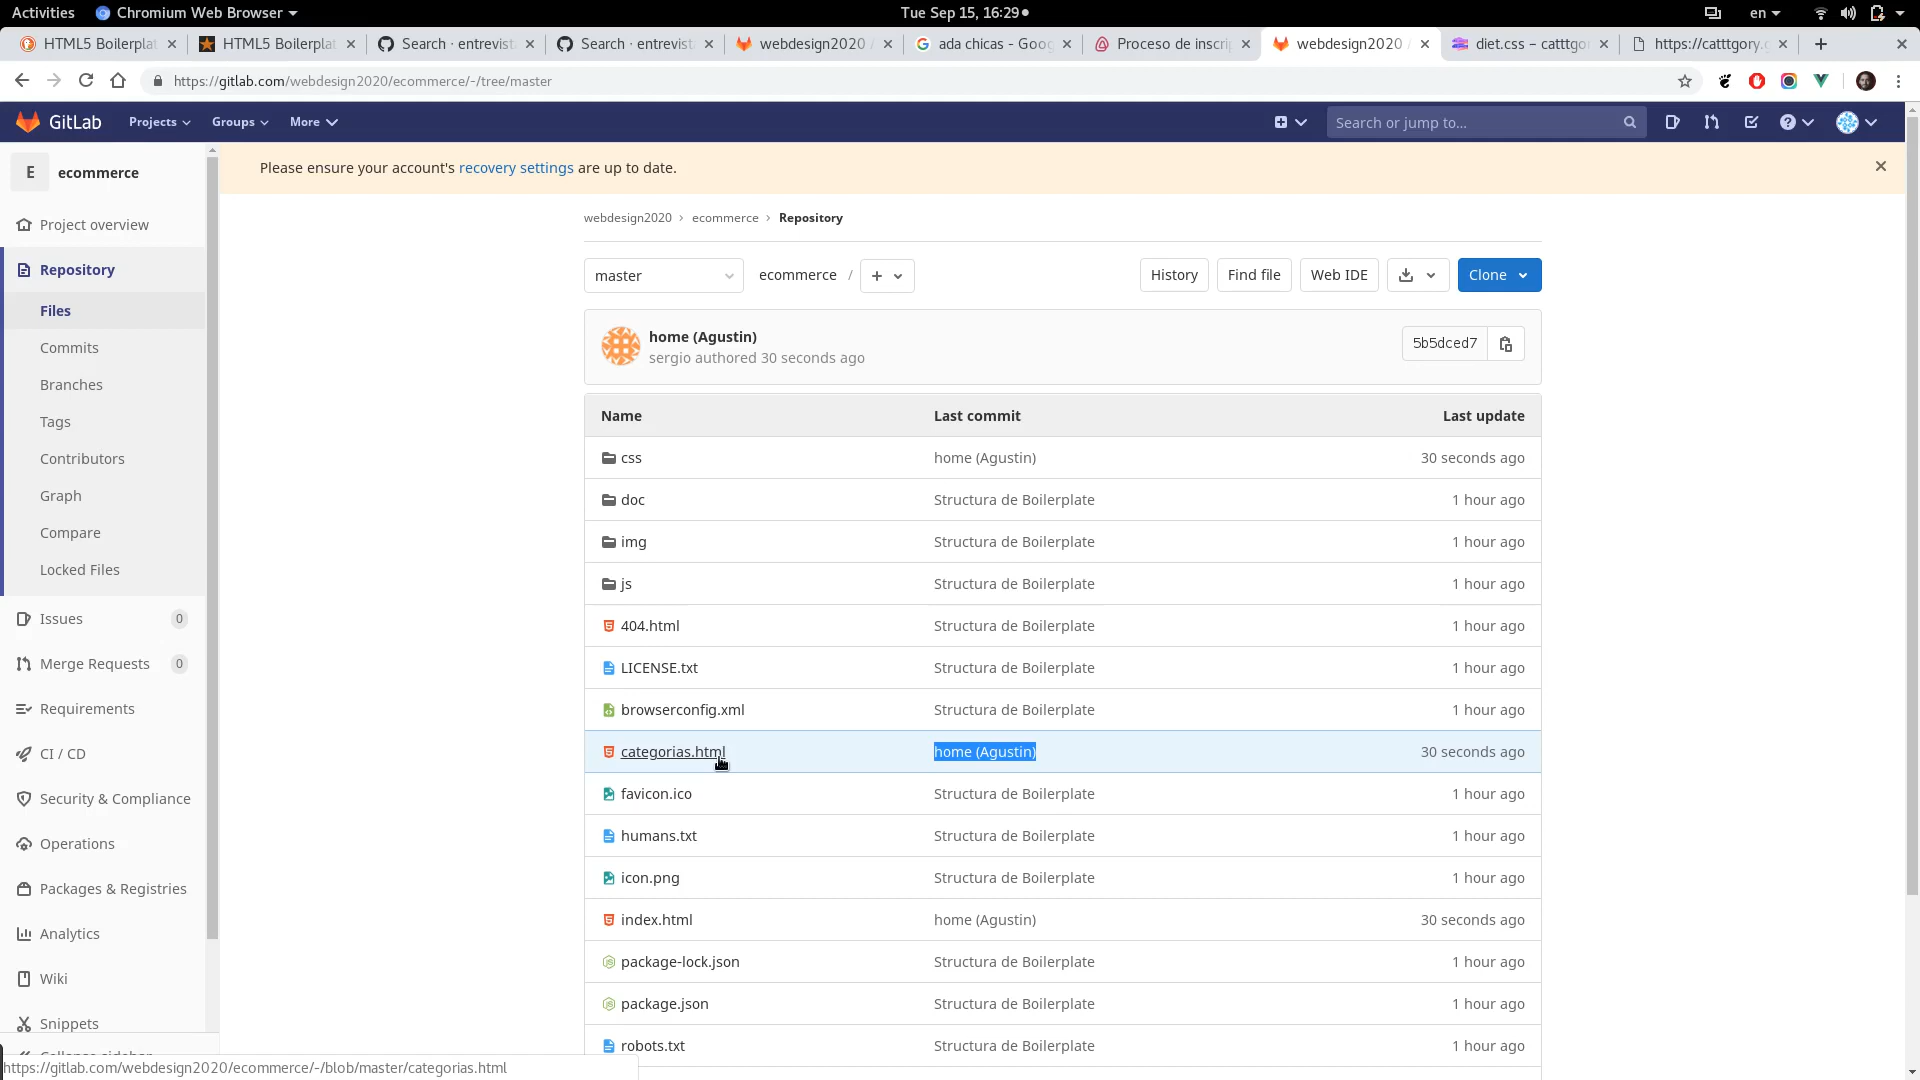 Activities Chromium Web Browser Tue Sep 15, 16:29 en
HTML5 Boilerplat HTML5 Boilerplat Search · entrevist Search · entrevist webdesign2020 / ada chicas - Goog Proceso de inscri webdesign2020 / diet.css – catttgo https://catttgory.g
https://gitlab.com/webdesign2020/ecommerce/-/tree/master
GitLab Projects Groups More Search or jump to...
E ecommerce
Please ensure your account's recovery settings are up to date.
Project overview
Repository
Files
Commits
Branches
Tags
Contributors
Graph
Compare
Locked Files
Issues 0
Merge Requests 0
Requirements
CI / CD
Security & Compliance
Operations
Packages & Registries
Analytics
Wiki
Snippets
webdesign2020 › ecommerce › Repository
master ecommerce / + History Find file Web IDE Clone
home (Agustin)
sergio authored 30 seconds ago
5b5dced7
Name Last commit Last update
css home (Agustin) 30 seconds ago
doc Structura de Boilerplate 1 hour ago
img Structura de Boilerplate 1 hour ago
js Structura de Boilerplate 1 hour ago
404.html Structura de Boilerplate 1 hour ago
LICENSE.txt Structura de Boilerplate 1 hour ago
browserconfig.xml Structura de Boilerplate 1 hour ago
categorias.html home (Agustin) 30 seconds ago
favicon.ico Structura de Boilerplate 1 hour ago
humans.txt Structura de Boilerplate 1 hour ago
icon.png Structura de Boilerplate 1 hour ago
index.html home (Agustin) 30 seconds ago
package-lock.json Structura de Boilerplate 1 hour ago
package.json Structura de Boilerplate 1 hour ago
robots.txt Structura de Boilerplate 1 hour ago
https://gitlab.com/webdesign2020/ecommerce/-/blob/master/categorias.html